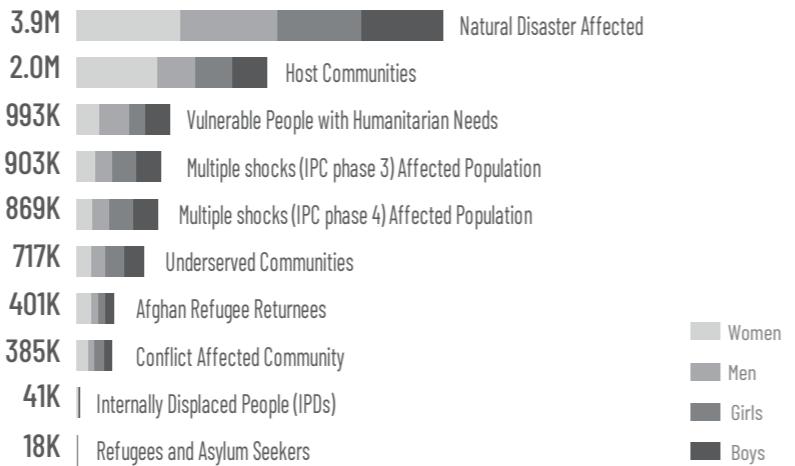 3.9M Natural Disaster Affected
2.0M Host Communities
993K Vulnerable People with Humanitarian Needs
903K Multiple shocks (IPC phase 3) Affected Population
869K Multiple shocks (IPC phase 4) Affected Population
717K Underserved Communities
401K Afghan Refugee Returnees
385K Conflict Affected Community
41K Internally Displaced People (IPDs)
18K Refugees and Asylum Seekers
Women
Men
Girls
Boys